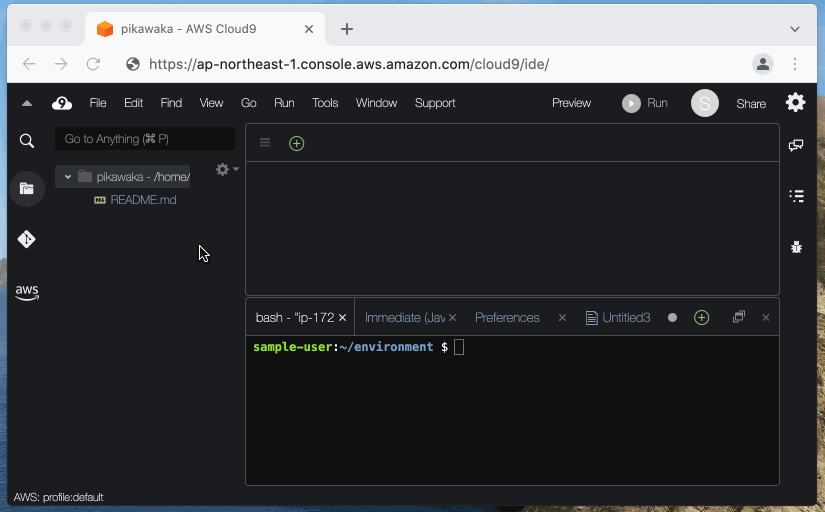 pikawaka - AWS Cloud9
https://ap-northeast-1.console.aws.amazon.com/cloud9/ide/
9 File Edit Find View Go Run Tools Window Support Preview Run S Share
Go to Anything (⌘ P)
pikawaka - /home/
README.md
aws
bash - "ip-172 Immediate (Jav Preferences Untitled3
sample-user:~/environment $
AWS: profile:default